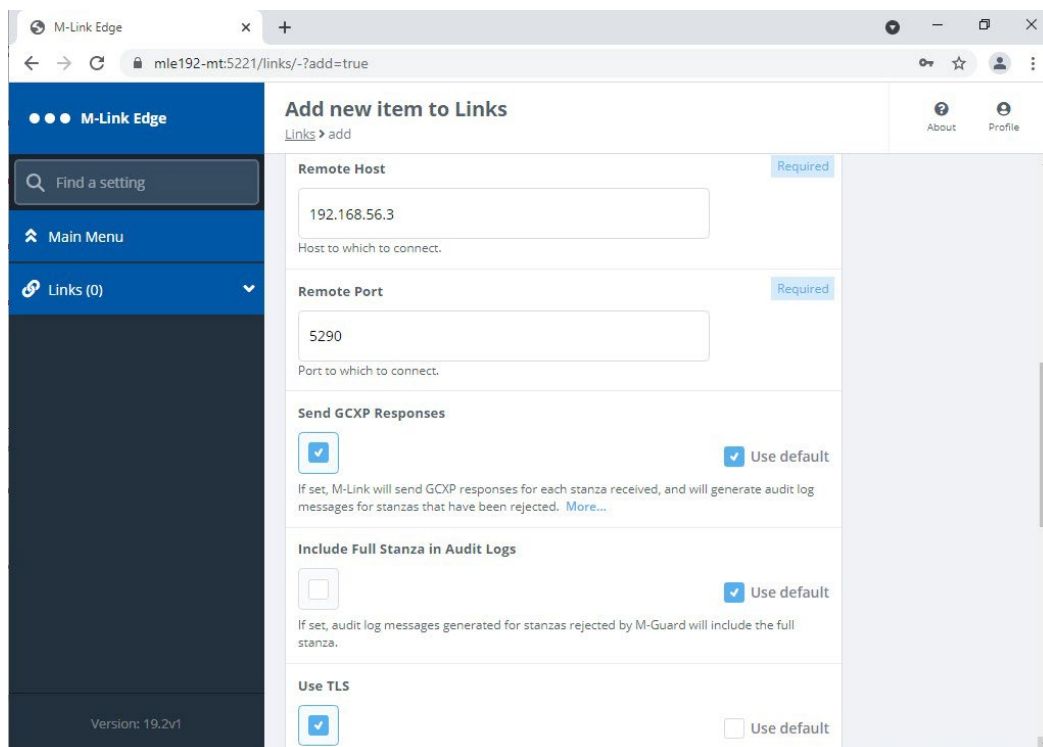 M-Link Edge
mle192-mt:5221/links/-?add=true
M-Link Edge
Add new item to Links
Links > add
About
Profile
Find a setting
Main Menu
Links (0)
Remote Host
Required
192.168.56.3
Host to which to connect.
Remote Port
Required
5290
Port to which to connect.
Send GCXP Responses
Use default
If set, M-Link will send GCXP responses for each stanza received, and will generate audit log
messages for stanzas that have been rejected. More...
Include Full Stanza in Audit Logs
Use default
If set, audit log messages generated for stanzas rejected by M-Guard will include the full
stanza.
Use TLS
Use default
Version: 19.2v1